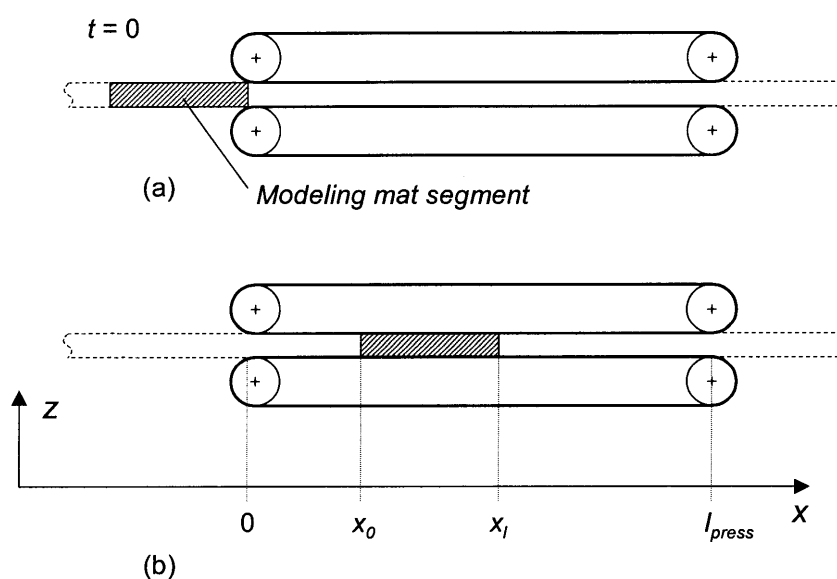 t = 0
(a)
Modeling mat segment
z
0
x0
xl
lpress
x
(b)